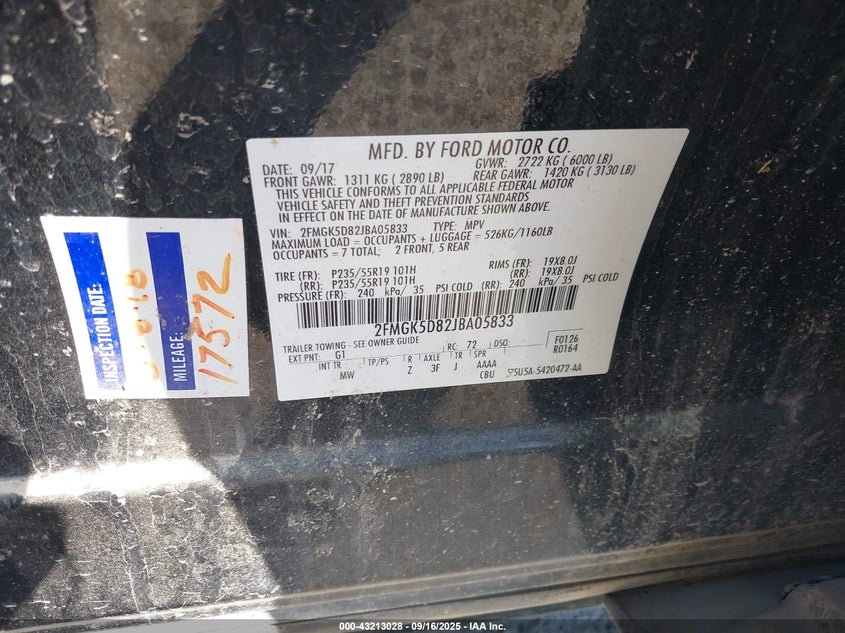 MFD. BY FORD MOTOR CO.
DATE: 09/17 GVWR: 2722 KG ( 6000 LB)
FRONT GAWR: 1311 KG ( 2890 LB) REAR GAWR: 1420 KG ( 3130 LB)
THIS VEHICLE CONFORMS TO ALL APPLICABLE FEDERAL MOTOR
VEHICLE SAFETY AND THEFT PREVENTION STANDARDS
IN EFFECT ON THE DATE OF MANUFACTURE SHOWN ABOVE.
VIN: 2FMGK5D82JBA05833 TYPE: MPV
MAXIMUM LOAD = OCCUPANTS + LUGGAGE = 526KG/1160LB
OCCUPANTS = 7 TOTAL; 2 FRONT, 5 REAR
TIRE (FR): P235/55R19 101H RIMS (FR): 19X8.0J
(RR): P235/55R19 101H (RR): 19X8.0J
PRESSURE (FR): 240 kPa/ 35 PSI COLD (RR): 240 kPa/ 35 PSI COLD
2FMGK5D82JBA05833
TRAILER TOWING - SEE OWNER GUIDE RC: 72 DSO: F0126
EXT PNT: G1 R0164
INT TR TP/PS R AXLE TR SPR AAAA
MW Z 3F J CBU 5U5A-5420472-AA
INSPECTION DATE:
MILEAGE:
17572
000-43213028 - 09/16/2025 - IAA Inc.